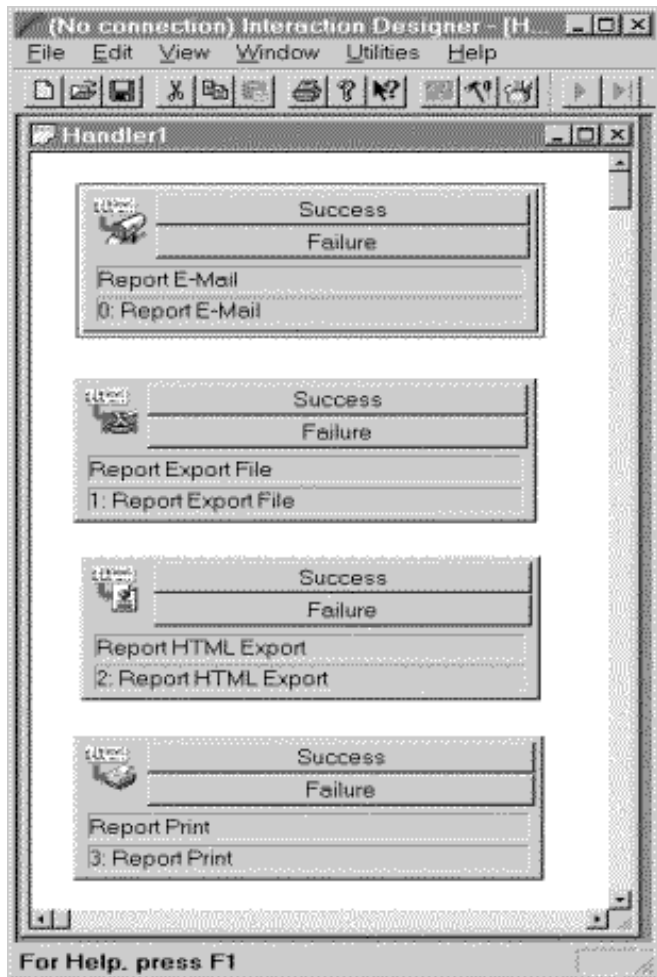 (No connection) Interaction Designer - [H...
File Edit View Window Utilities Help
Handler1
Success
Failure
Report E-Mail
0: Report E-Mail
Success
Failure
Report Export File
1: Report Export File
Success
Failure
Report HTML Export
2: Report HTML Export
Success
Failure
Report Print
3: Report Print
For Help, press F1